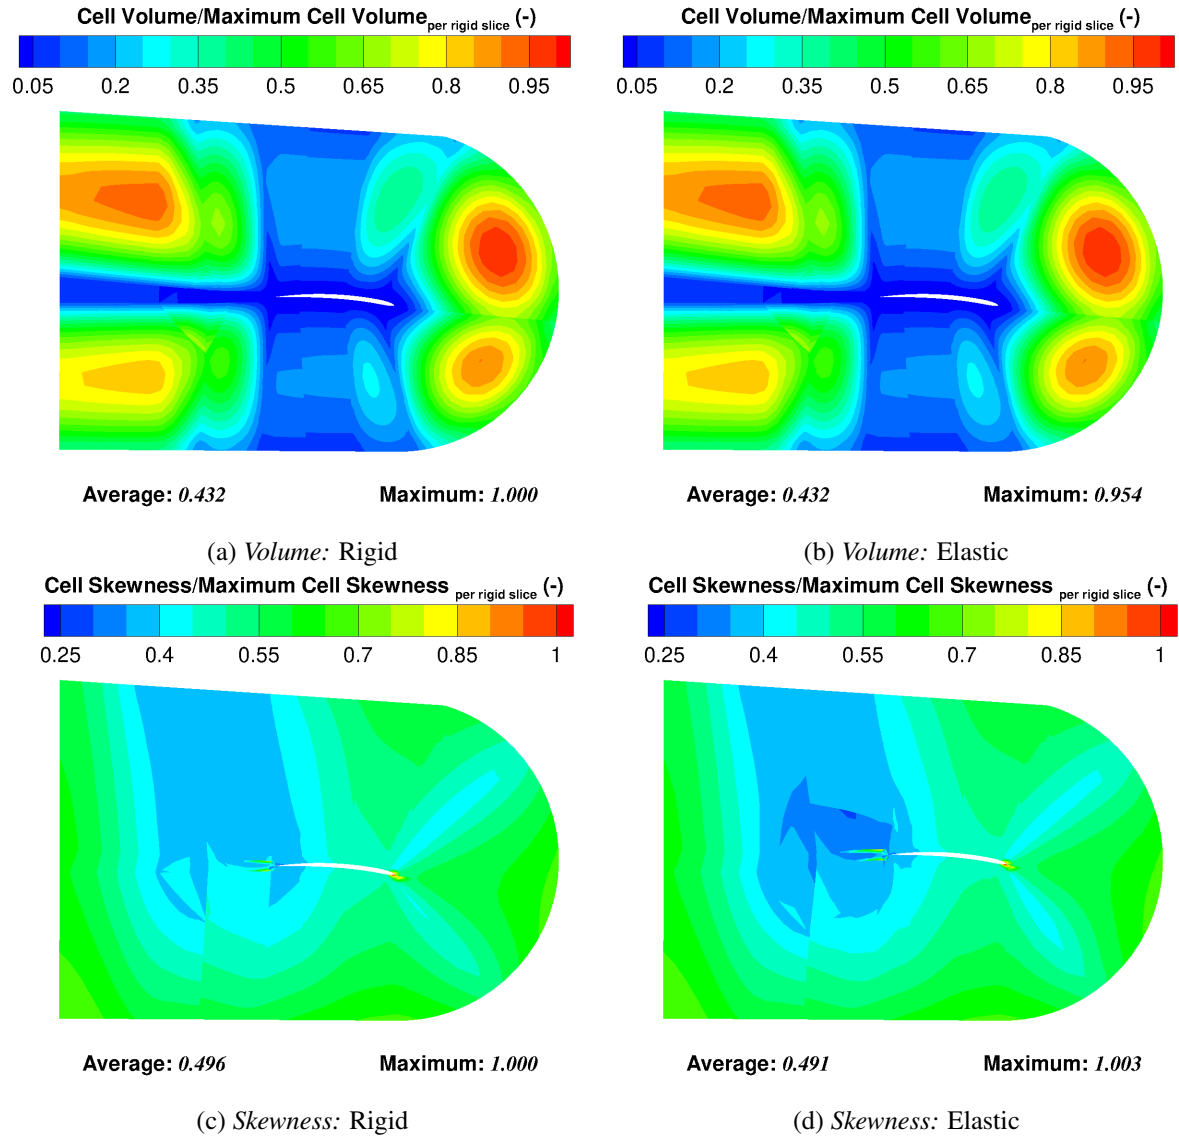 Cell Volume/Maximum Cell Volume per rigid slice (-)
0.05 0.2 0.35 0.5 0.65 0.8 0.95
Average: 0.432 Maximum: 1.000
(a) Volume: Rigid
Cell Volume/Maximum Cell Volume per rigid slice (-)
0.05 0.2 0.35 0.5 0.65 0.8 0.95
Average: 0.432 Maximum: 0.954
(b) Volume: Elastic
Cell Skewness/Maximum Cell Skewness per rigid slice (-)
0.25 0.4 0.55 0.7 0.85 1
Average: 0.496 Maximum: 1.000
(c) Skewness: Rigid
Cell Skewness/Maximum Cell Skewness per rigid slice (-)
0.25 0.4 0.55 0.7 0.85 1
Average: 0.491 Maximum: 1.003
(d) Skewness: Elastic